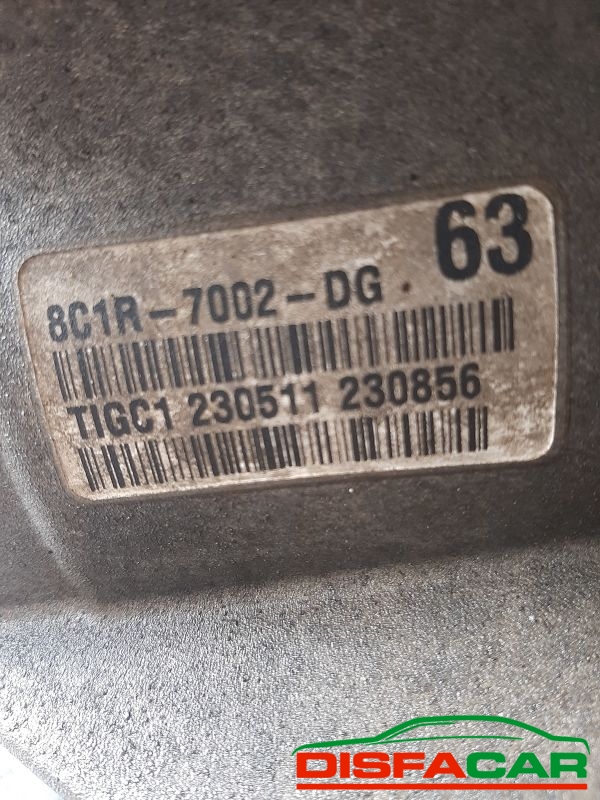 63
8C1R-7002-DG
TIGC1 230511 230856
DISFACAR